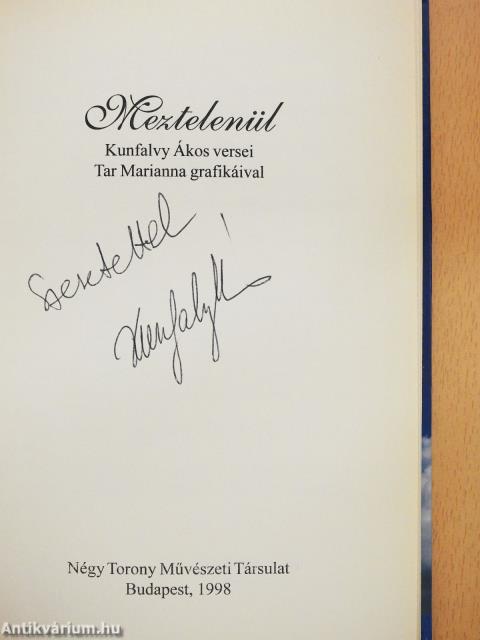 Meztelenül
Kunfalvy Ákos versei
Tar Marianna grafikáival
Szeretettel
Kunfalvy
Négy Torony Művészeti Társulat
Budapest, 1998
Antikvárium.hu